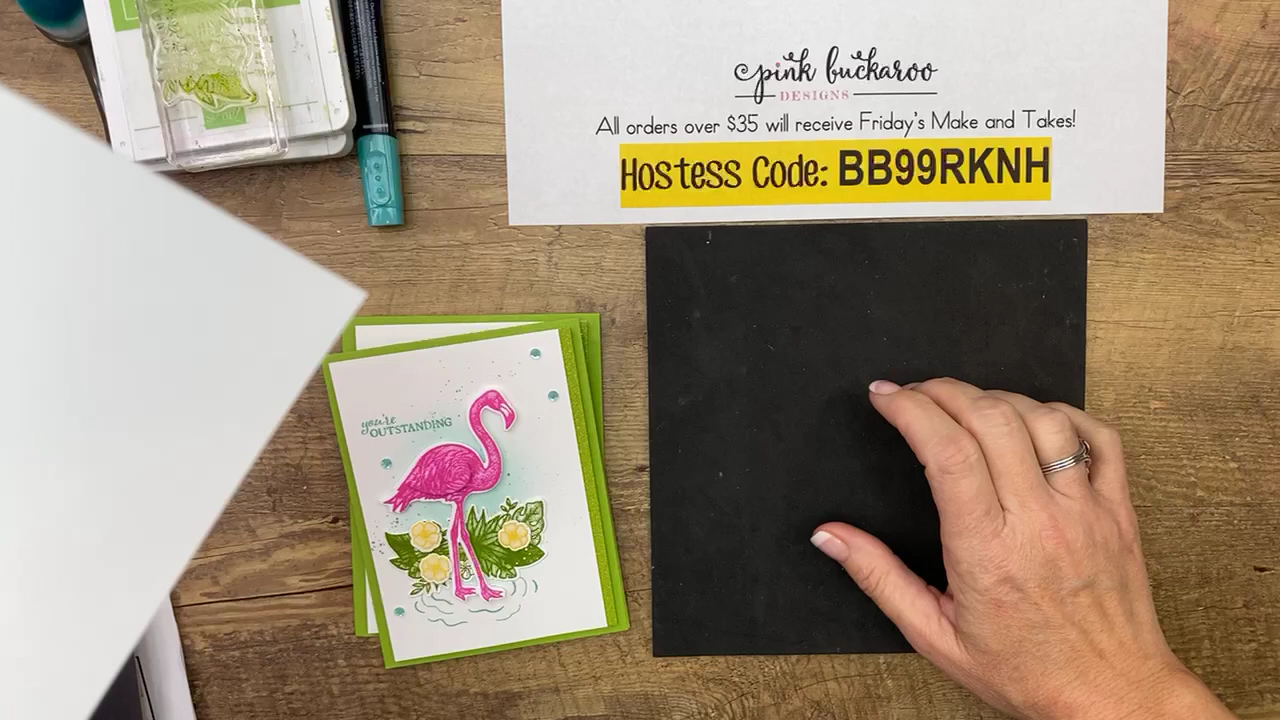 pink buckaroo
DESIGNS
All orders over $35 will receive Friday's Make and Takes!
Hostess Code: BB99RKNH
you're
OUTSTANDING